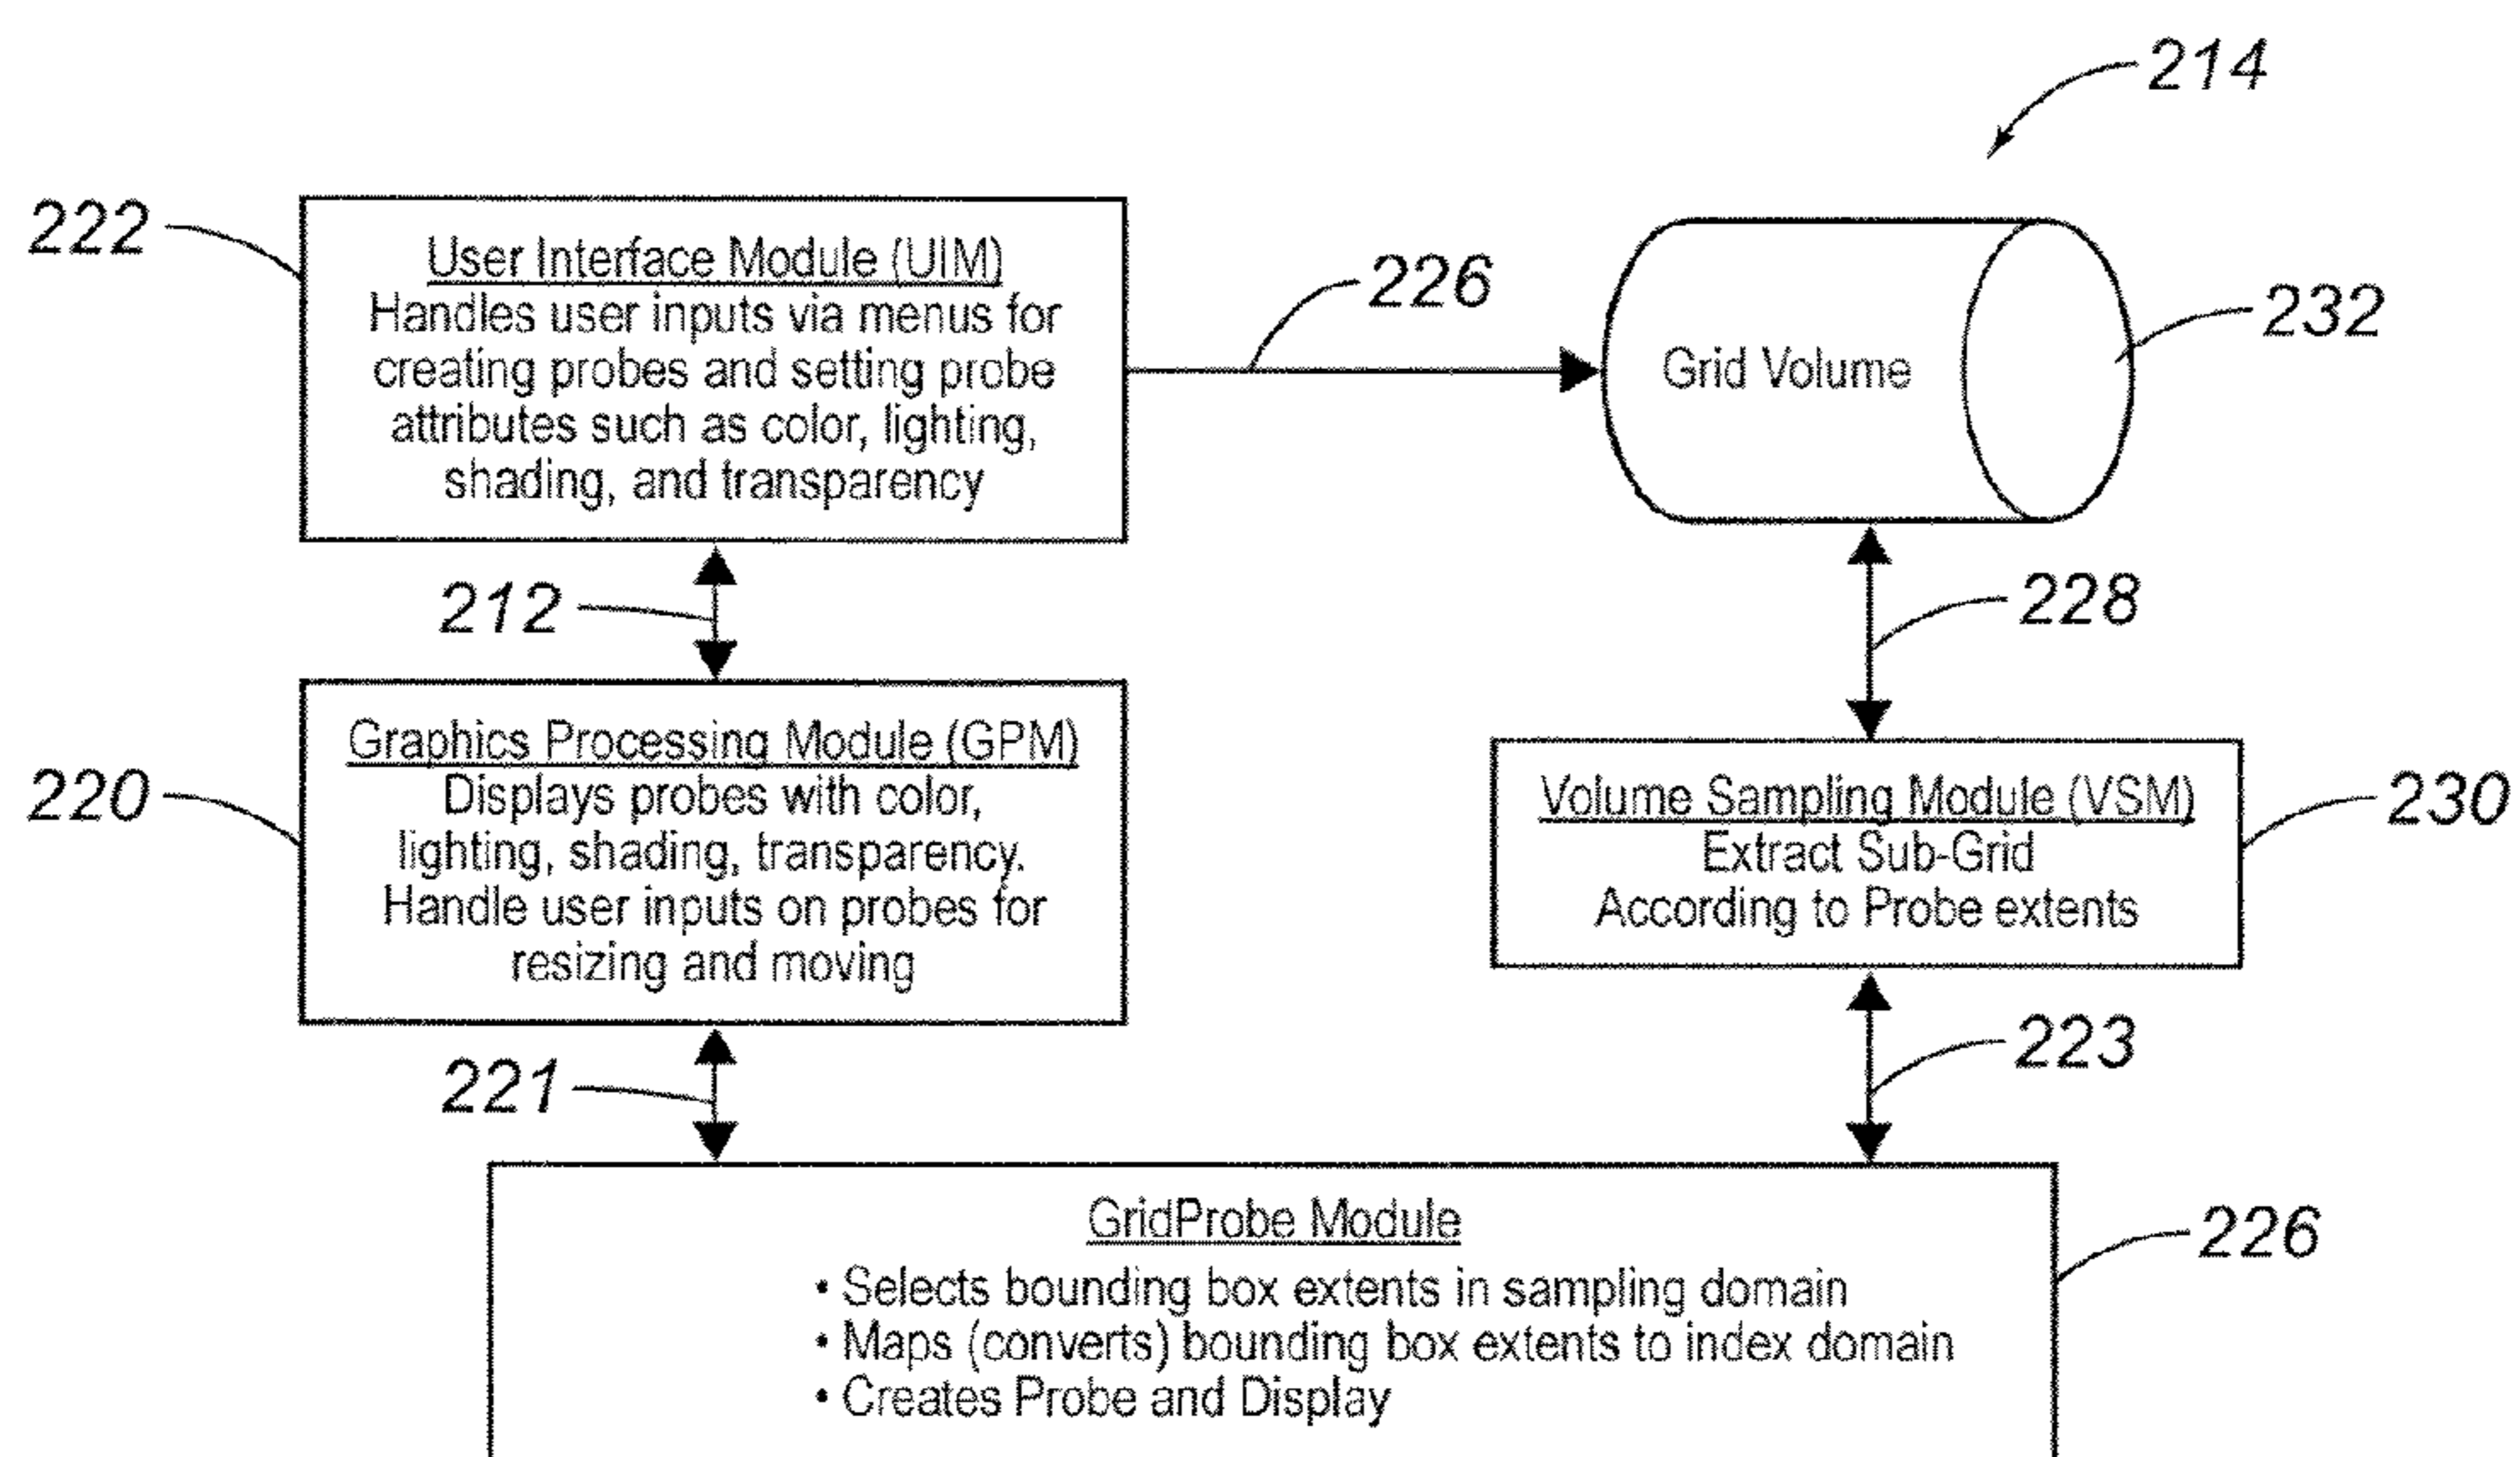 214
222
User Interface Module (UIM)
Handles user inputs via menus for
creating probes and setting probe
attributes such as color, lighting,
shading, and transparency
226
Grid Volume
232
212
228
220
Graphics Processing Module (GPM)
Displays probes with color,
lighting, shading, transparency.
Handle user inputs on probes for
resizing and moving
Volume Sampling Module (VSM)
Extract Sub-Grid
According to Probe extents
230
221
223
GridProbe Module
• Selects bounding box extents in sampling domain
• Maps (converts) bounding box extents to index domain
• Creates Probe and Display
226